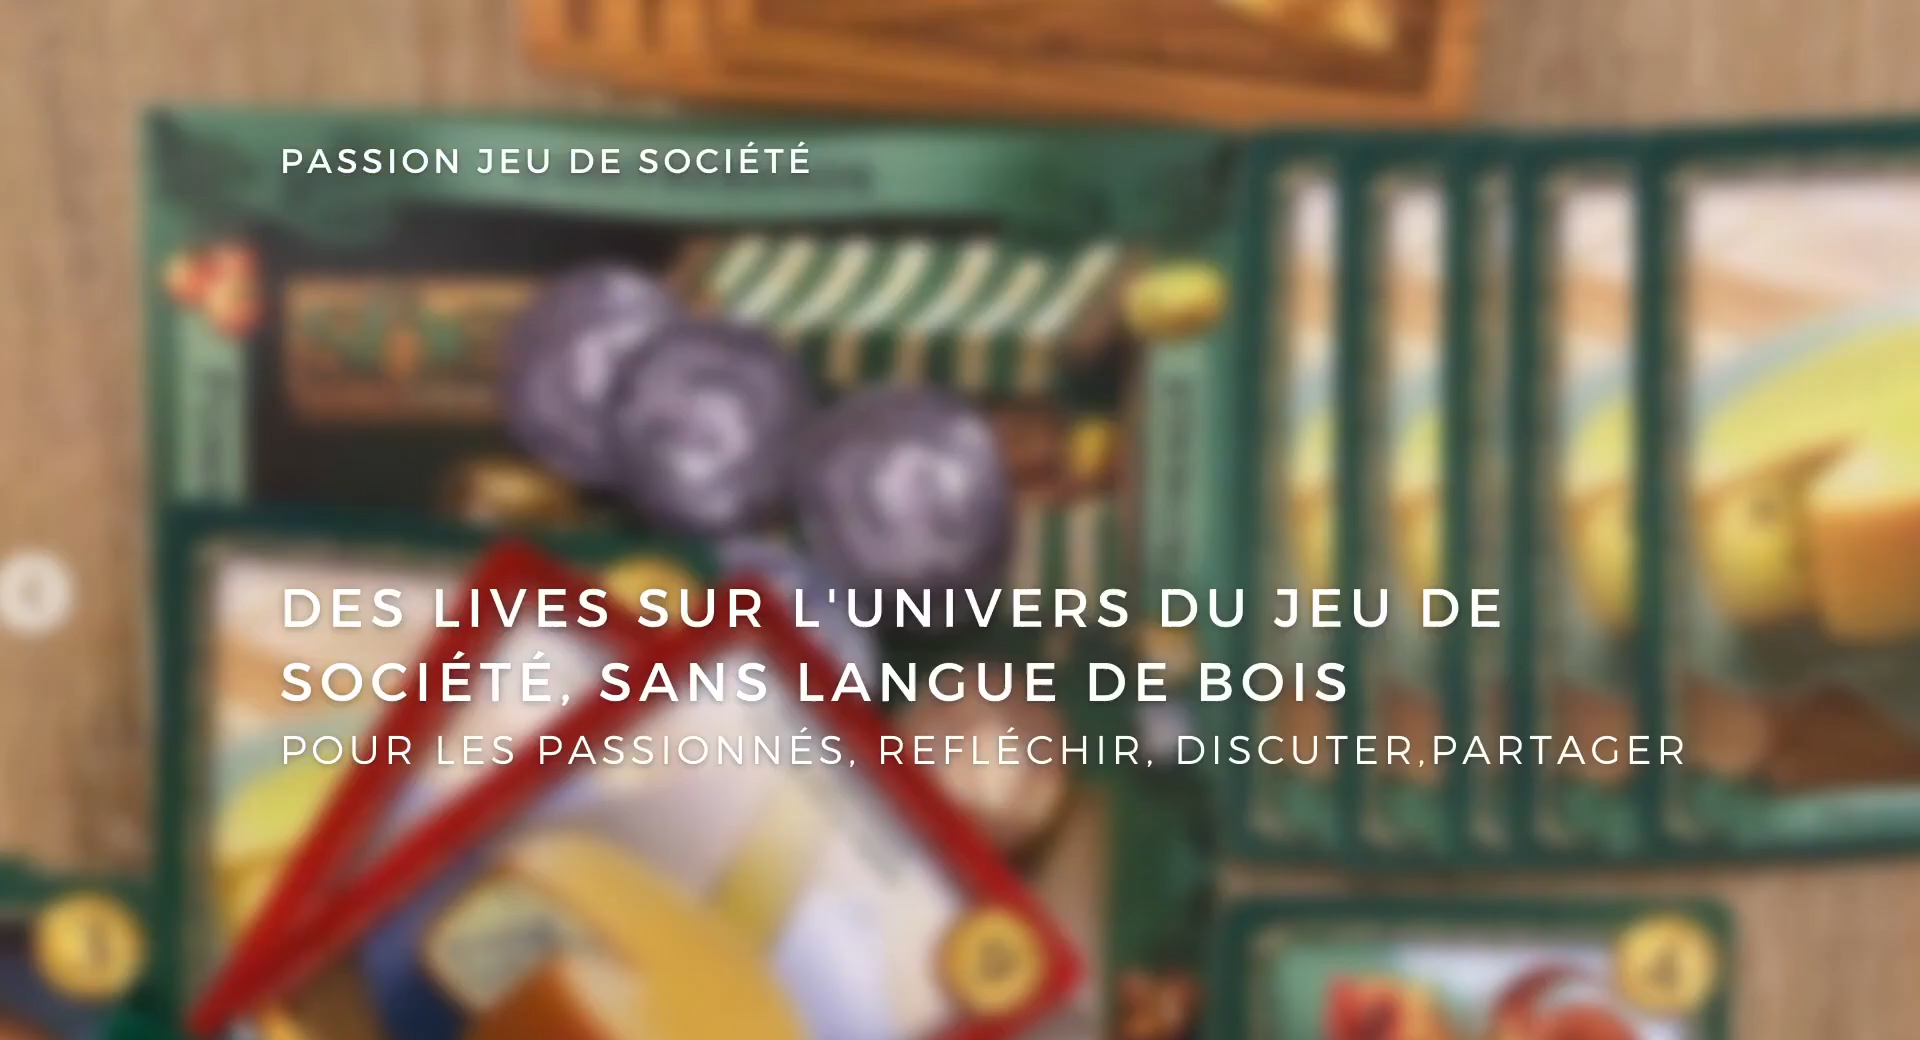 PASSION JEU DE SOCIÉTÉ
DES LIVES SUR L'UNIVERS DU JEU DE
SOCIÉTÉ, SANS LANGUE DE BOIS
POUR LES PASSIONNÉS, REFLÉCHIR, DISCUTER,PARTAGER